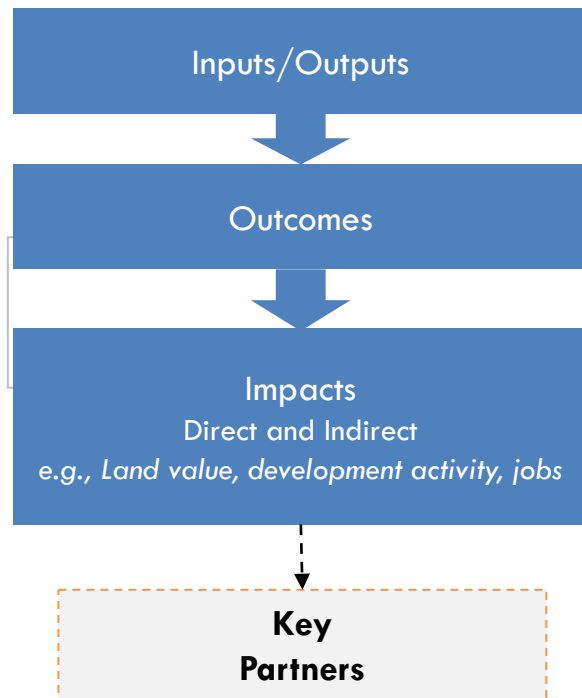 Inputs/Outputs
Outcomes
Impacts
Direct and Indirect
e.g., Land value, development activity, jobs
Key
Partners